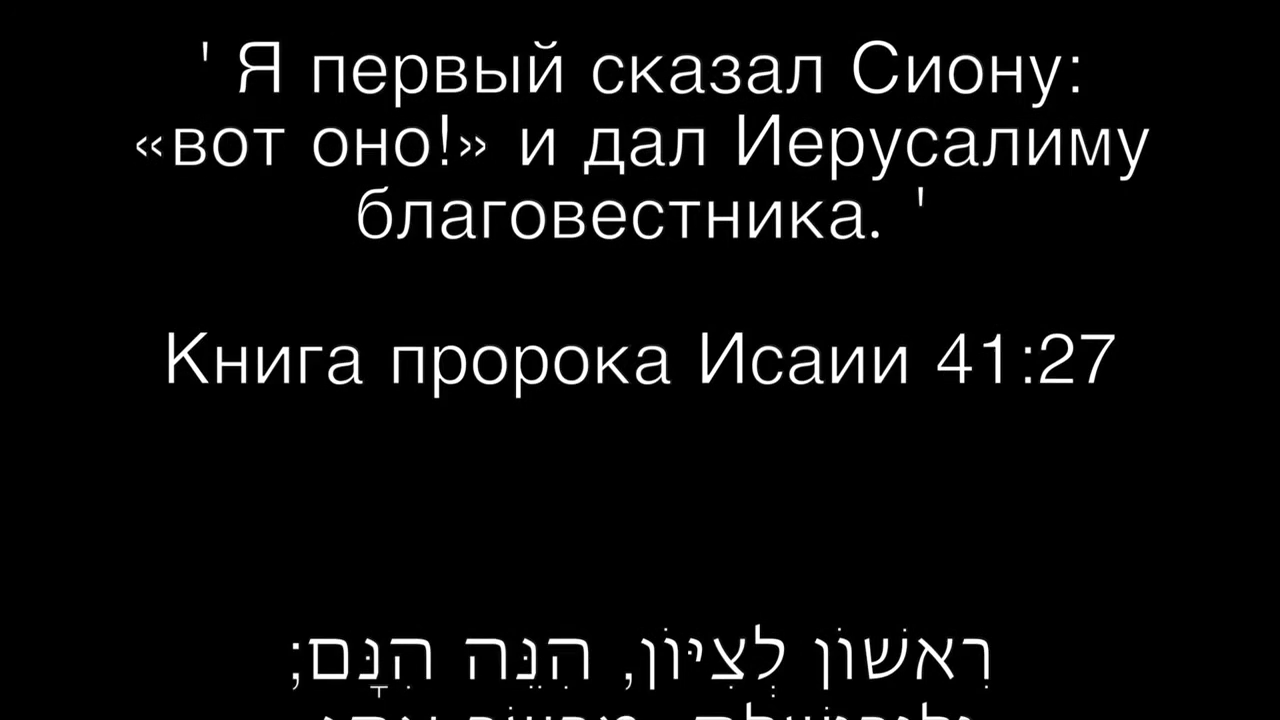 ' Я первый сказал Сиону:
«вот оно!» и дал Иерусалиму
благовестника. '
Книга пророка Исаии 41:27
רִאשׁוֹן לְצִיּוֹן, הִנֵּה הִנָּם;